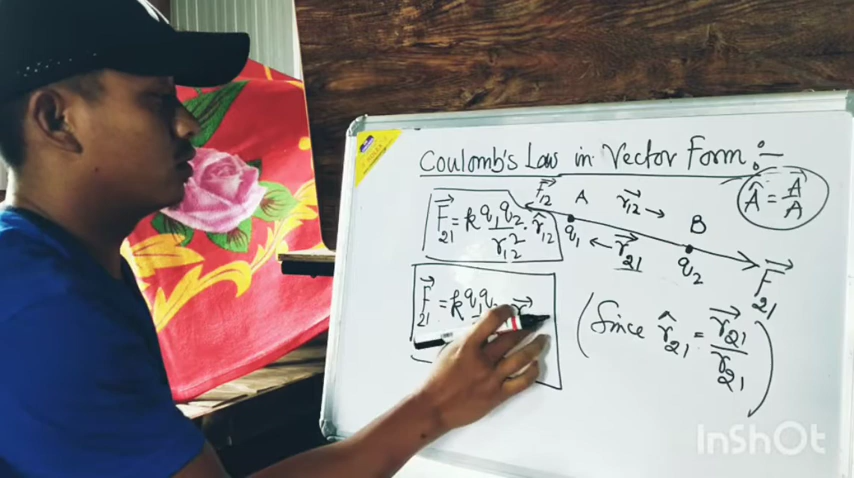 Coulomb's Law in Vector Form :-
F⃗12 A r⃗12 → Â = A⃗/A
F⃗21 = k q1q2/r12² · r̂12
q1 ← r⃗21 B
q2 F⃗21
F⃗21 = k q1q2 r⃗
(Since r̂21 = r⃗21/r21)
InShOt